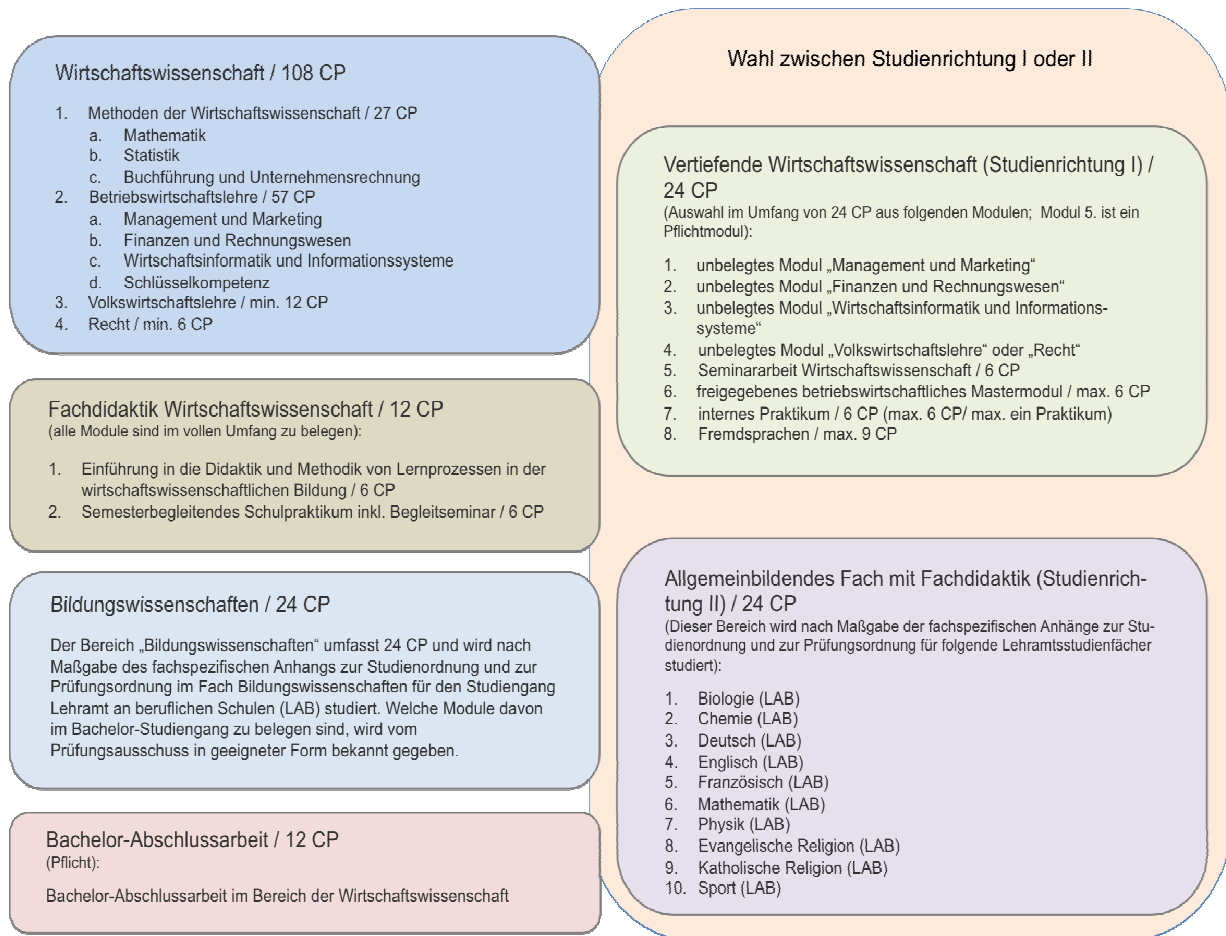 Wirtschaftswissenschaft / 108 CP
1. Methoden der Wirtschaftswissenschaft / 27 CP
a. Mathematik
b. Statistik
c. Buchführung und Unternehmensrechnung
2. Betriebswirtschaftslehre / 57 CP
a. Management und Marketing
b. Finanzen und Rechnungswesen
c. Wirtschaftsinformatik und Informationssysteme
d. Schlüsselkompetenz
3. Volkswirtschaftslehre / min. 12 CP
4. Recht / min. 6 CP
Fachdidaktik Wirtschaftswissenschaft / 12 CP
(alle Module sind im vollen Umfang zu belegen):
1. Einführung in die Didaktik und Methodik von Lernprozessen in der
wirtschaftswissenschaftlichen Bildung / 6 CP
2. Semesterbegleitendes Schulpraktikum inkl. Begleitseminar / 6 CP
Bildungswissenschaften / 24 CP
Der Bereich „Bildungswissenschaften“ umfasst 24 CP und wird nach
Maßgabe des fachspezifischen Anhangs zur Studienordnung und zur
Prüfungsordnung im Fach Bildungswissenschaften für den Studiengang
Lehramt an beruflichen Schulen (LAB) studiert. Welche Module davon
im Bachelor-Studiengang zu belegen sind, wird vom
Prüfungsausschuss in geeigneter Form bekannt gegeben.
Bachelor-Abschlussarbeit / 12 CP
(Pflicht):
Bachelor-Abschlussarbeit im Bereich der Wirtschaftswissenschaft
Wahl zwischen Studienrichtung I oder II
Vertiefende Wirtschaftswissenschaft (Studienrichtung I) /
24 CP
(Auswahl im Umfang von 24 CP aus folgenden Modulen; Modul 5. ist ein
Pflichtmodul):
1. unbelegtes Modul „Management und Marketing“
2. unbelegtes Modul „Finanzen und Rechnungswesen“
3. unbelegtes Modul „Wirtschaftsinformatik und Informations-
systeme“
4. unbelegtes Modul „Volkswirtschaftslehre“ oder „Recht“
5. Seminararbeit Wirtschaftswissenschaft / 6 CP
6. freigegebenes betriebswirtschaftliches Mastermodul / max. 6 CP
7. internes Praktikum / 6 CP (max. 6 CP/ max. ein Praktikum)
8. Fremdsprachen / max. 9 CP
Allgemeinbildendes Fach mit Fachdidaktik (Studienrich-
tung II) / 24 CP
(Dieser Bereich wird nach Maßgabe der fachspezifischen Anhänge zur Stu-
dienordnung und zur Prüfungsordnung für folgende Lehramtsstudienfächer
studiert):
1. Biologie (LAB)
2. Chemie (LAB)
3. Deutsch (LAB)
4. Englisch (LAB)
5. Französisch (LAB)
6. Mathematik (LAB)
7. Physik (LAB)
8. Evangelische Religion (LAB)
9. Katholische Religion (LAB)
10. Sport (LAB)